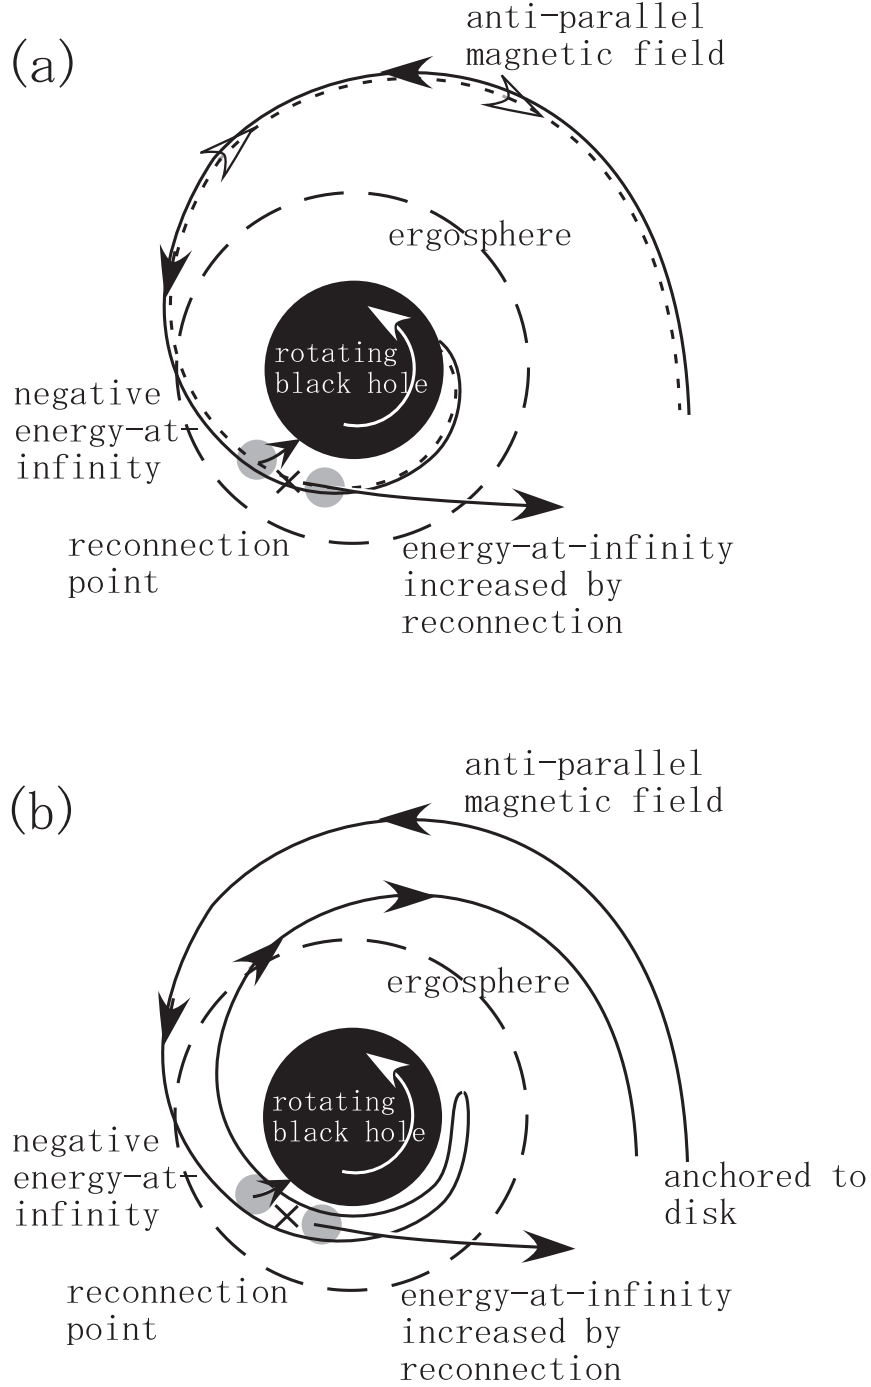 (a)
anti-parallel
magnetic field
ergosphere
rotating
black hole
negative
energy-at-
infinity
reconnection
point
energy-at-infinity
increased by
reconnection
(b)
anti-parallel
magnetic field
ergosphere
rotating
black hole
negative
energy-at-
infinity
anchored to
disk
reconnection
point
energy-at-infinity
increased by
reconnection